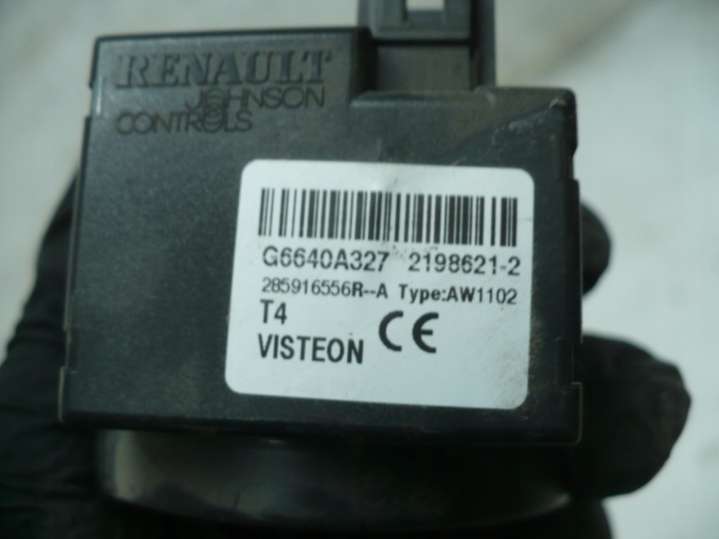 RENAULT
JOHNSON
CONTROLS
G6640A327 2198621-2
285916556R--A Type:AW1102
T4
VISTEON CE